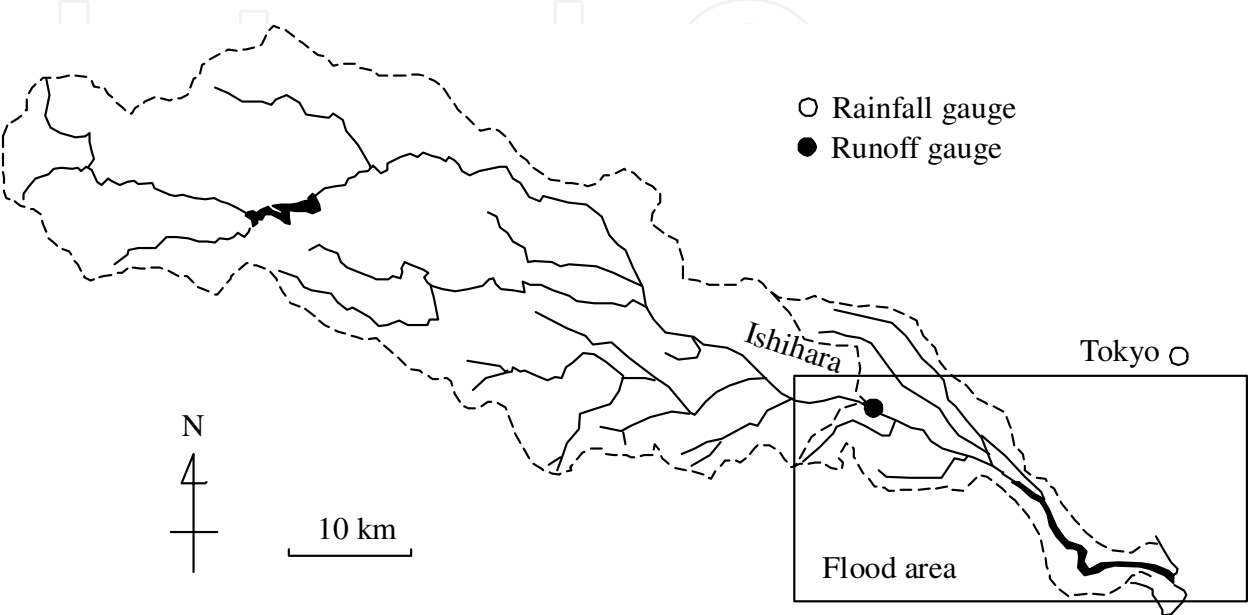 Rainfall gauge
Runoff gauge
Ishihara
Tokyo
N
10 km
Flood area